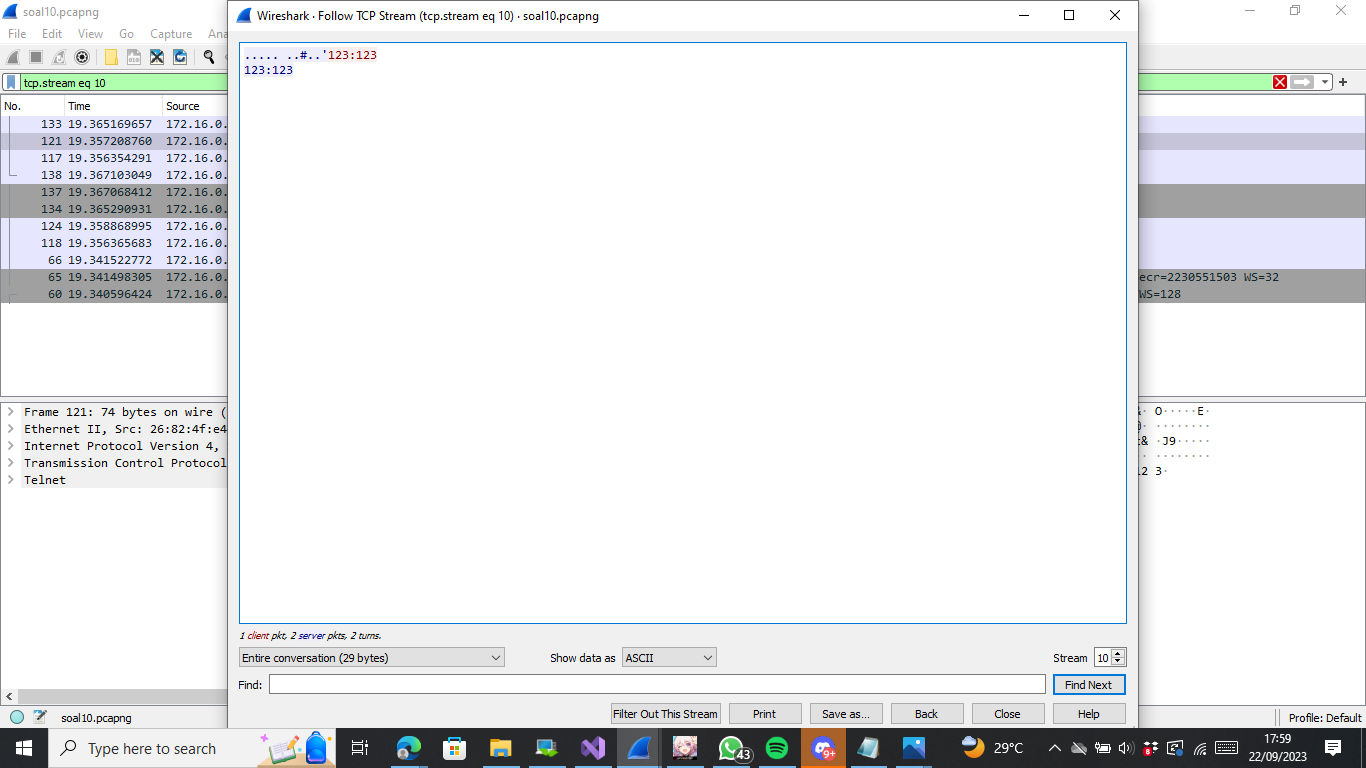 soal10.pcapng
File Edit View Go Capture Ana
tcp.stream eq 10
No. Time Source
133 19.365169657 172.16.0.
121 19.357208760 172.16.0.
117 19.356354291 172.16.0.
138 19.367103049 172.16.0.
137 19.367068412 172.16.0.
134 19.365290931 172.16.0.
124 19.358868995 172.16.0.
118 19.356365683 172.16.0.
66 19.341522772 172.16.0.
65 19.341498305 172.16.0.
ecr=2230551503 WS=32
60 19.340596424 172.16.0.
WS=128
Frame 121: 74 bytes on wire (
Ethernet II, Src: 26:82:4f:e4
Internet Protocol Version 4,
Transmission Control Protocol
Telnet
& · O·····E·
· ········
& ·J9·····
· ········
12 3·
soal10.pcapng
Profile: Default
Wireshark · Follow TCP Stream (tcp.stream eq 10) · soal10.pcapng
..... ..#..'123:123
123:123
1 client pkt, 2 server pkts, 2 turns.
Entire conversation (29 bytes)
Show data as
ASCII
Stream
10
Find:
Find Next
Filter Out This Stream
Print
Save as...
Back
Close
Help
Type here to search
43
9+
29°C
17:59
22/09/2023